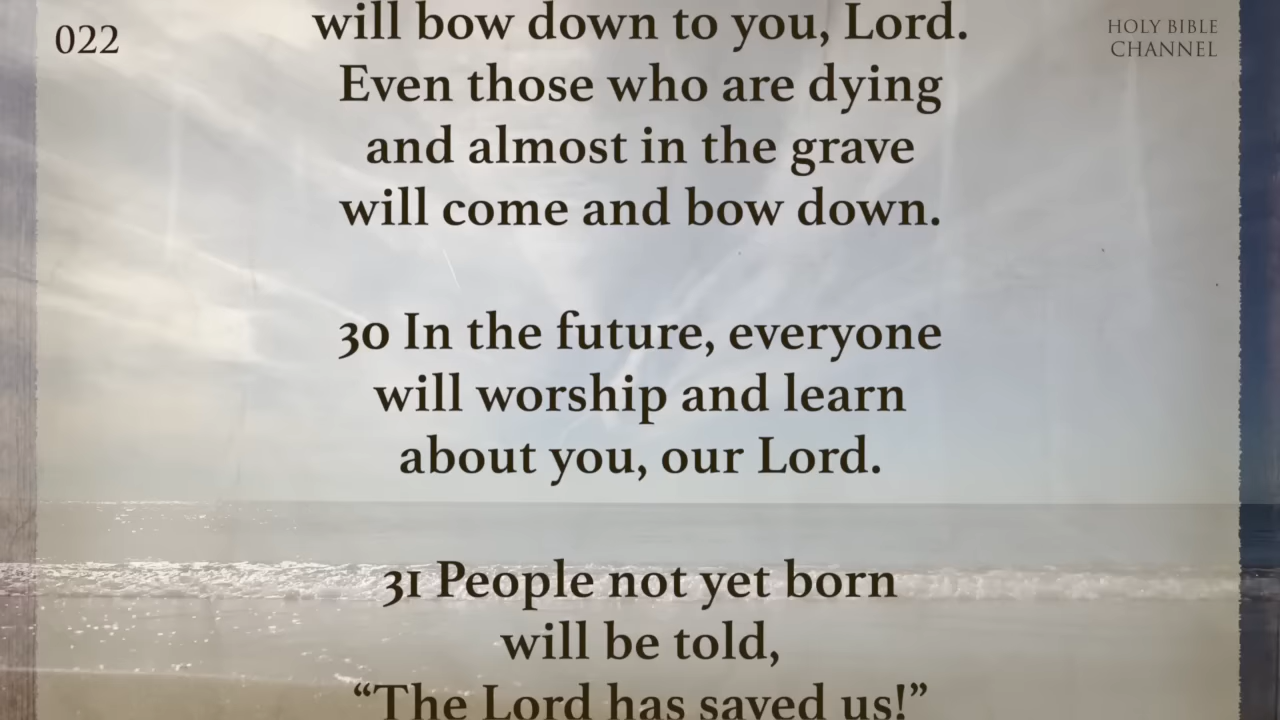 022
HOLY BIBLE
CHANNEL
will bow down to you, Lord.
Even those who are dying
and almost in the grave
will come and bow down.
30 In the future, everyone
will worship and learn
about you, our Lord.
31 People not yet born
will be told,
“The Lord has saved us!”